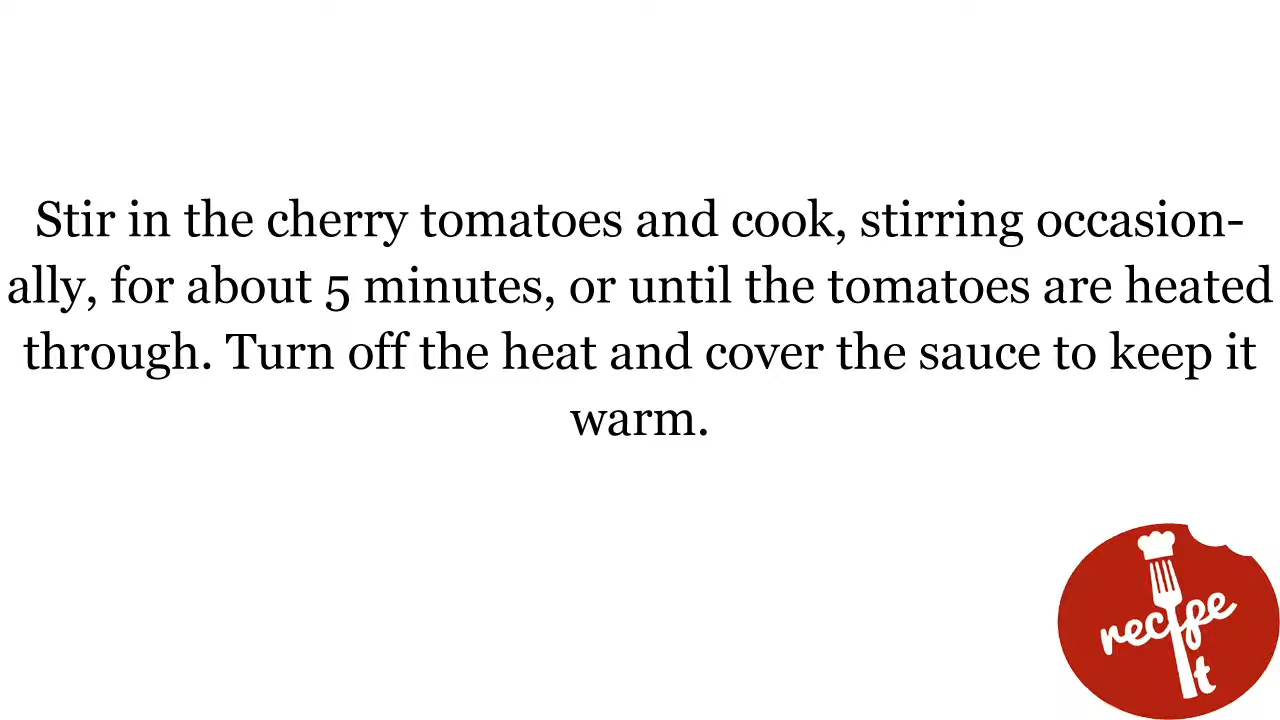 Stir in the cherry tomatoes and cook, stirring occasion-
ally, for about 5 minutes, or until the tomatoes are heated
through. Turn off the heat and cover the sauce to keep it
warm.
recipe
it